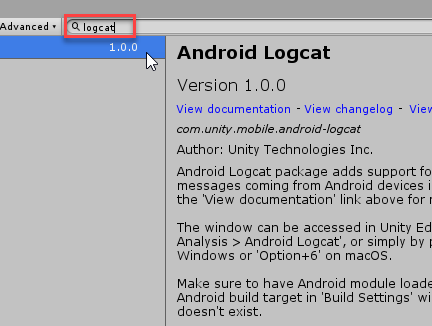 Advanced
logcat
1.0.0
Android Logcat
Version 1.0.0
View documentation - View changelog - View
com.unity.mobile.android-logcat
Author: Unity Technologies Inc.
Android Logcat package adds support fo
messages coming from Android devices i
the 'View documentation' link above for
The window can be accessed in Unity Ed
Analysis > Android Logcat', or simply by p
Windows or 'Option+6' on macOS.
Make sure to have Android module loade
Android build target in 'Build Settings' wi
doesn't exist.